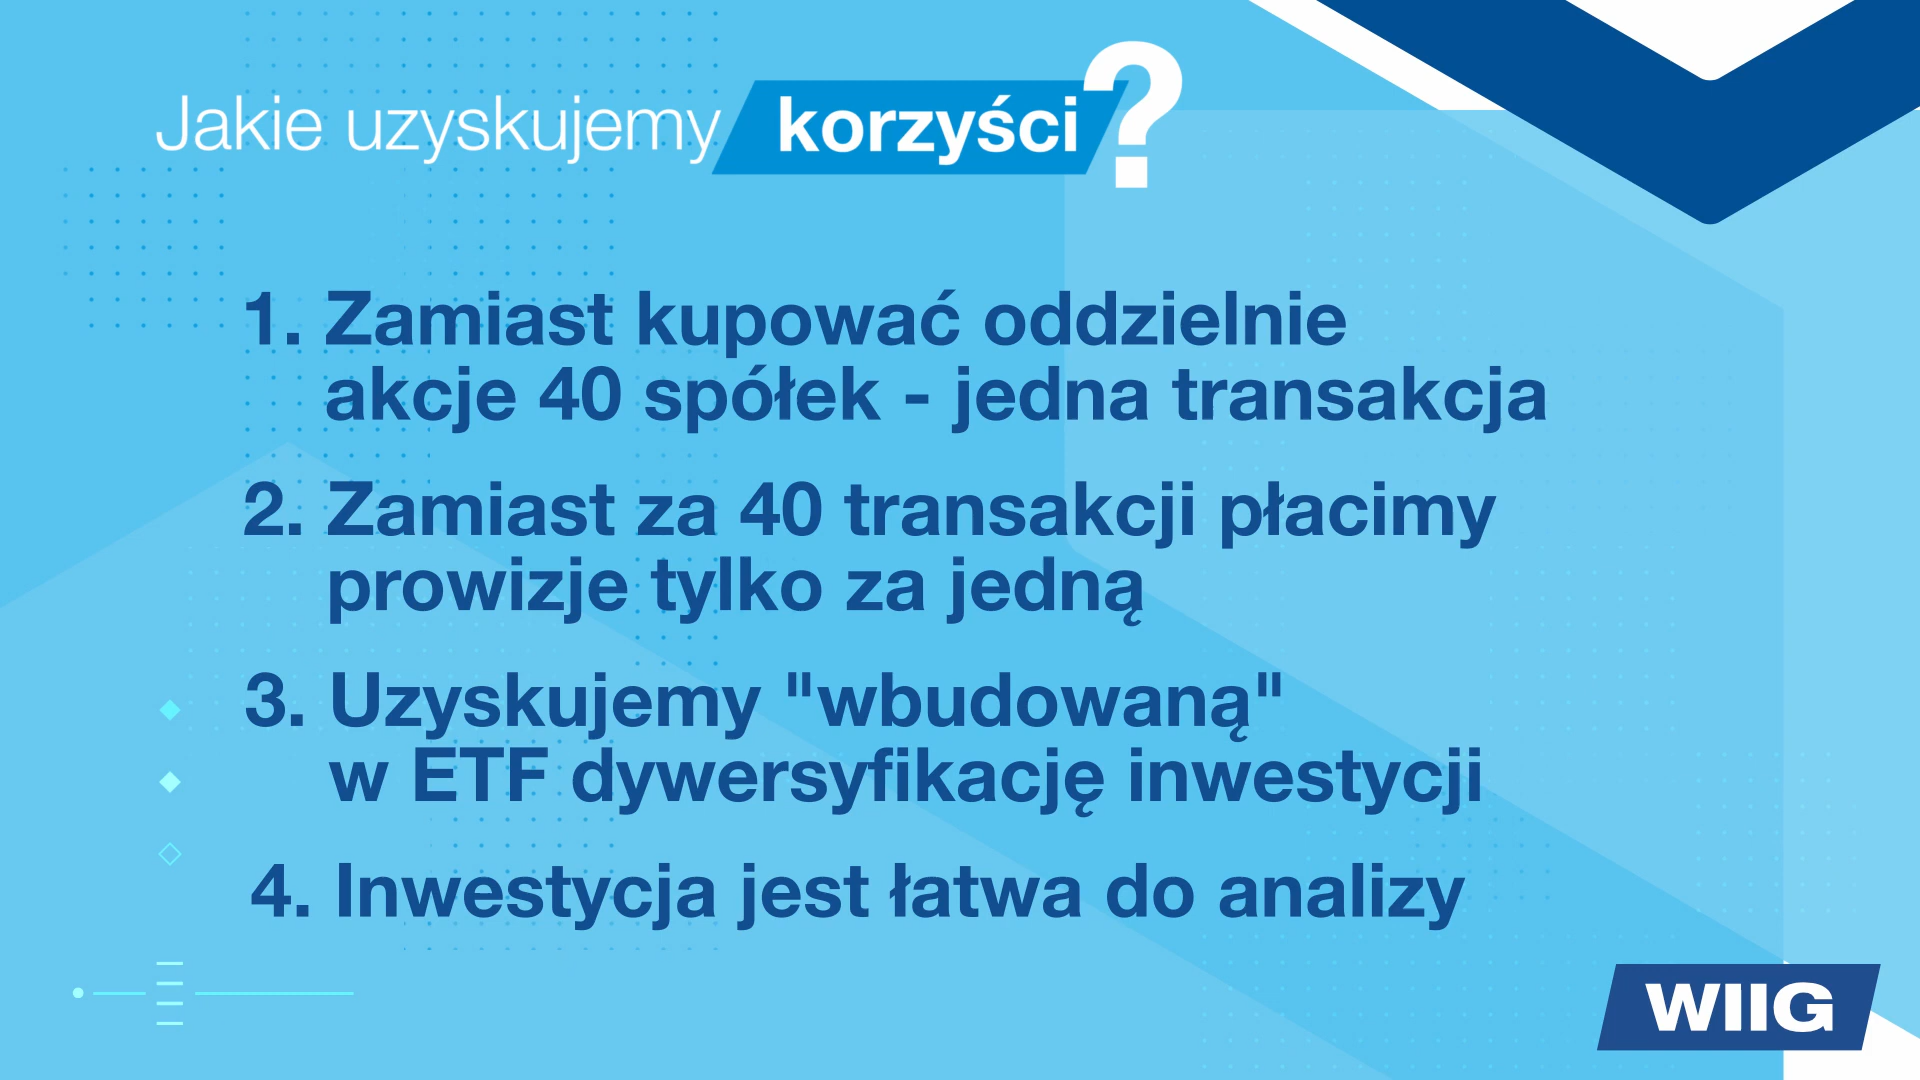 Jakie uzyskujemy korzyści?
1. Zamiast kupować oddzielnie
akcje 40 spółek - jedna transakcja
2. Zamiast za 40 transakcji płacimy
prowizje tylko za jedną
3. Uzyskujemy "wbudowaną"
w ETF dywersyfikację inwestycji
4. Inwestycja jest łatwa do analizy
WIIG